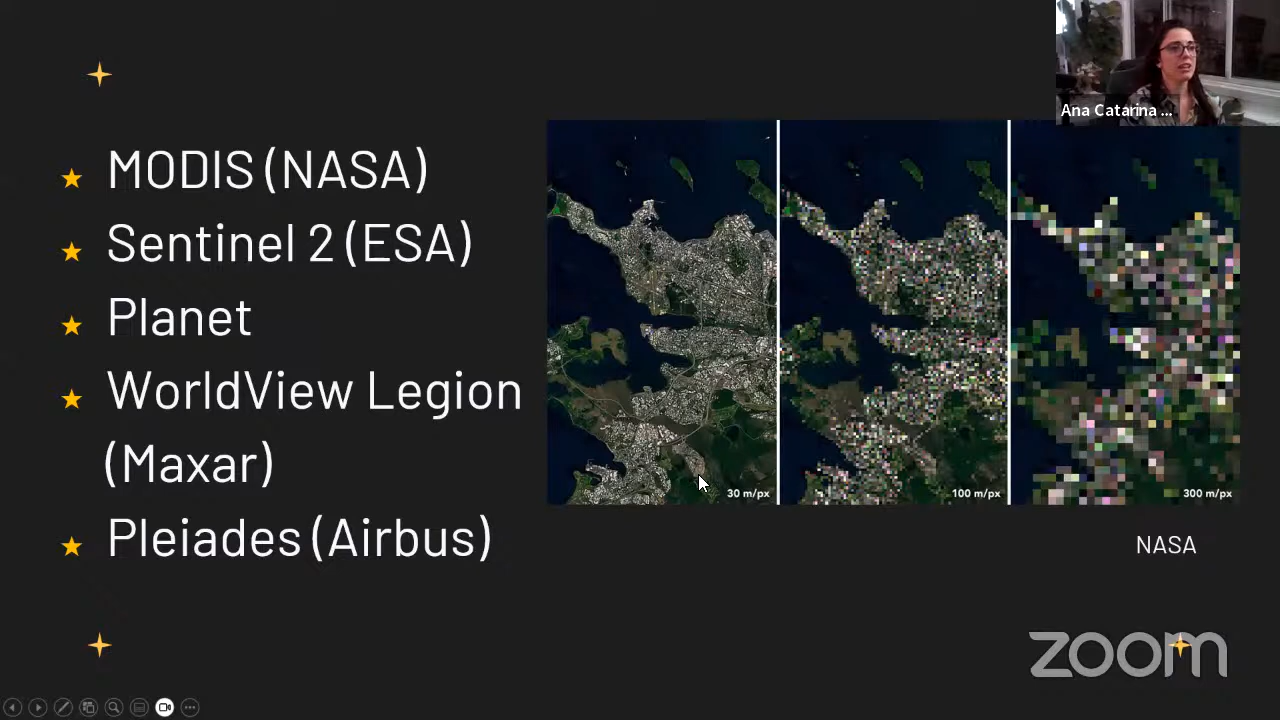 Ana Catarina ...
MODIS (NASA)
Sentinel 2 (ESA)
Planet
WorldView Legion
(Maxar)
Pleiades (Airbus)
30 m/px
100 m/px
300 m/px
NASA
zoom